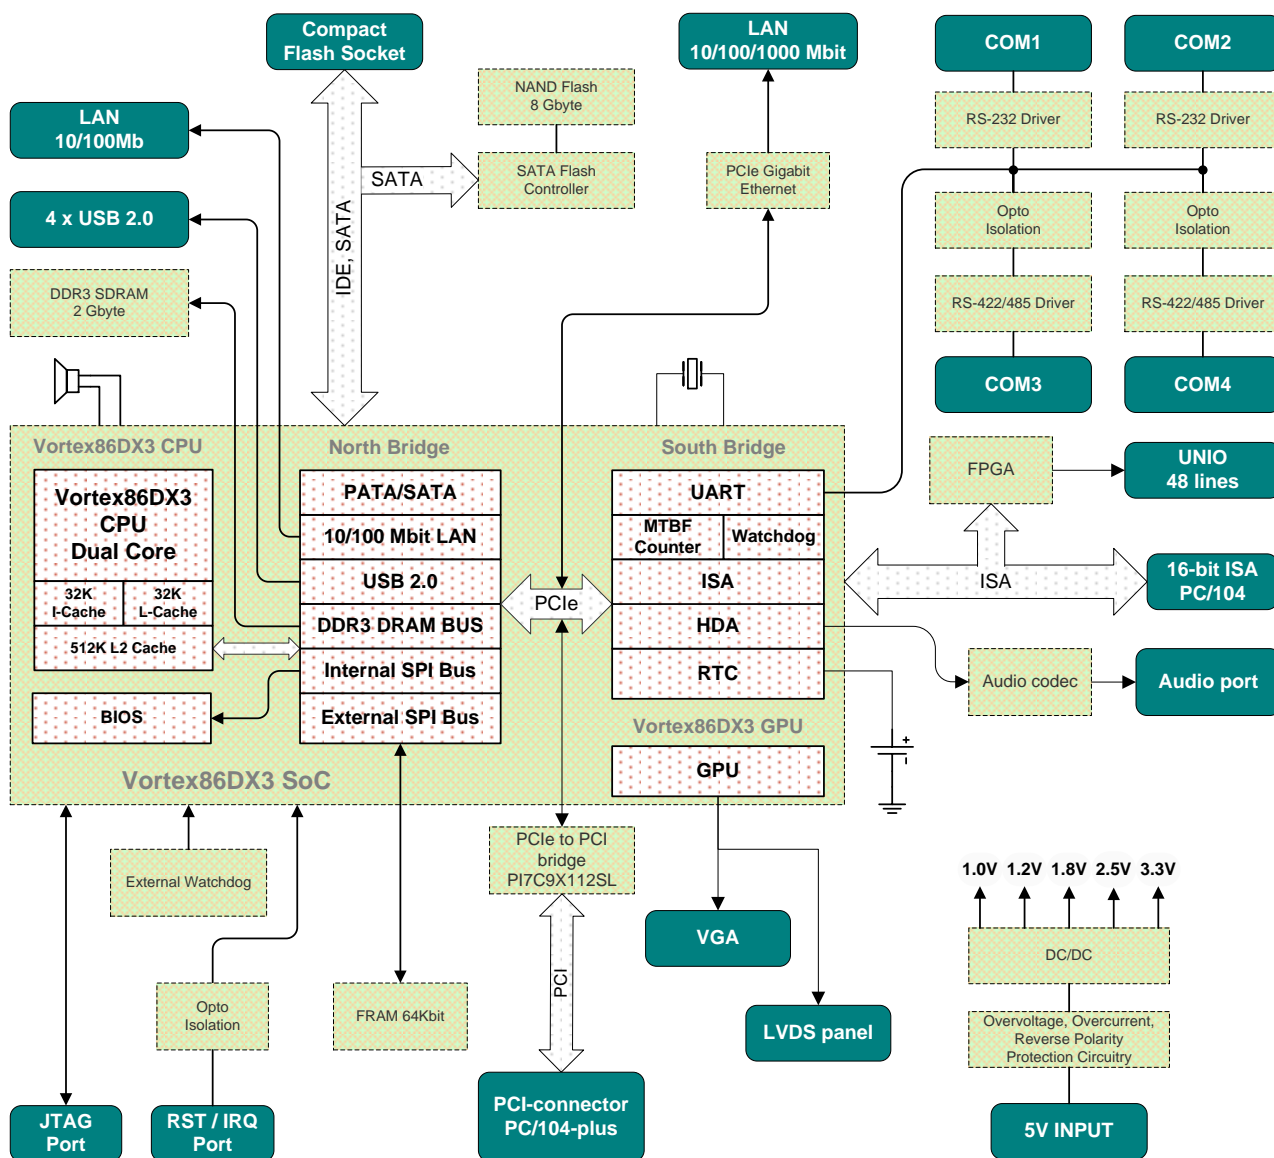 Compact
Flash Socket
LAN
10/100/1000 Mbit
COM1
COM2
NAND Flash
8 Gbyte
RS-232 Driver
RS-232 Driver
LAN
10/100Mb
SATA
SATA Flash
Controller
PCIe Gigabit
Ethernet
4 x USB 2.0
IDE, SATA
Opto
Isolation
Opto
Isolation
DDR3 SDRAM
2 Gbyte
RS-422/485 Driver
RS-422/485 Driver
COM3
COM4
Vortex86DX3 CPU
North Bridge
South Bridge
FPGA
UNIO
48 lines
Vortex86DX3
CPU
Dual Core
32K
I-Cache
32K
L-Cache
512K L2 Cache
BIOS
PATA/SATA
10/100 Mbit LAN
USB 2.0
DDR3 DRAM BUS
Internal SPI Bus
External SPI Bus
PCIe
UART
MTBF
Counter
Watchdog
ISA
HDA
RTC
ISA
16-bit ISA
PC/104
Audio codec
Audio port
Vortex86DX3 GPU
GPU
+
-
Vortex86DX3 SoC
External Watchdog
PCIe to PCI
bridge
PI7C9X112SL
1.0V
1.2V
1.8V
2.5V
3.3V
VGA
DC/DC
PCI
Opto
Isolation
FRAM 64Kbit
LVDS panel
Overvoltage, Overcurrent,
Reverse Polarity
Protection Circuitry
JTAG
Port
RST / IRQ
Port
PCI-connector
PC/104-plus
5V INPUT